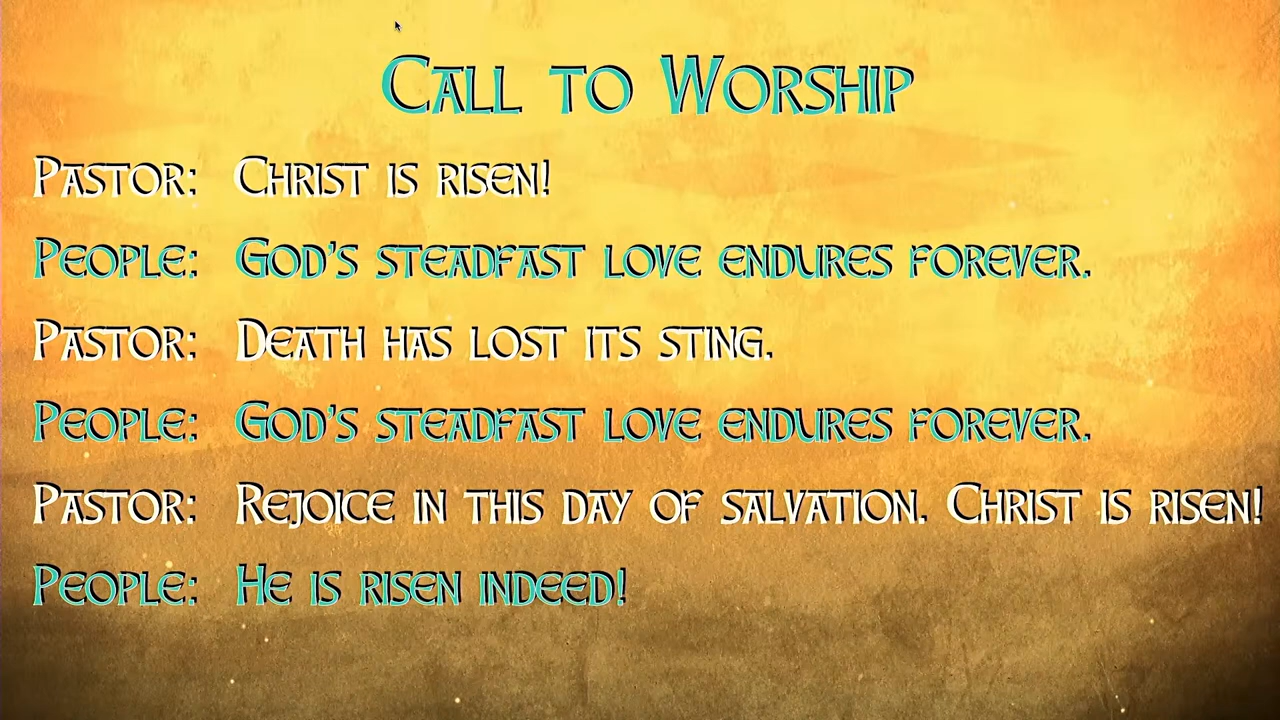 Call to Worship
Pastor: Christ is risen!
People: God's steadfast love endures forever.
Pastor: Death has lost its sting.
People: God's steadfast love endures forever.
Pastor: Rejoice in this day of salvation. Christ is risen!
People: He is risen indeed!